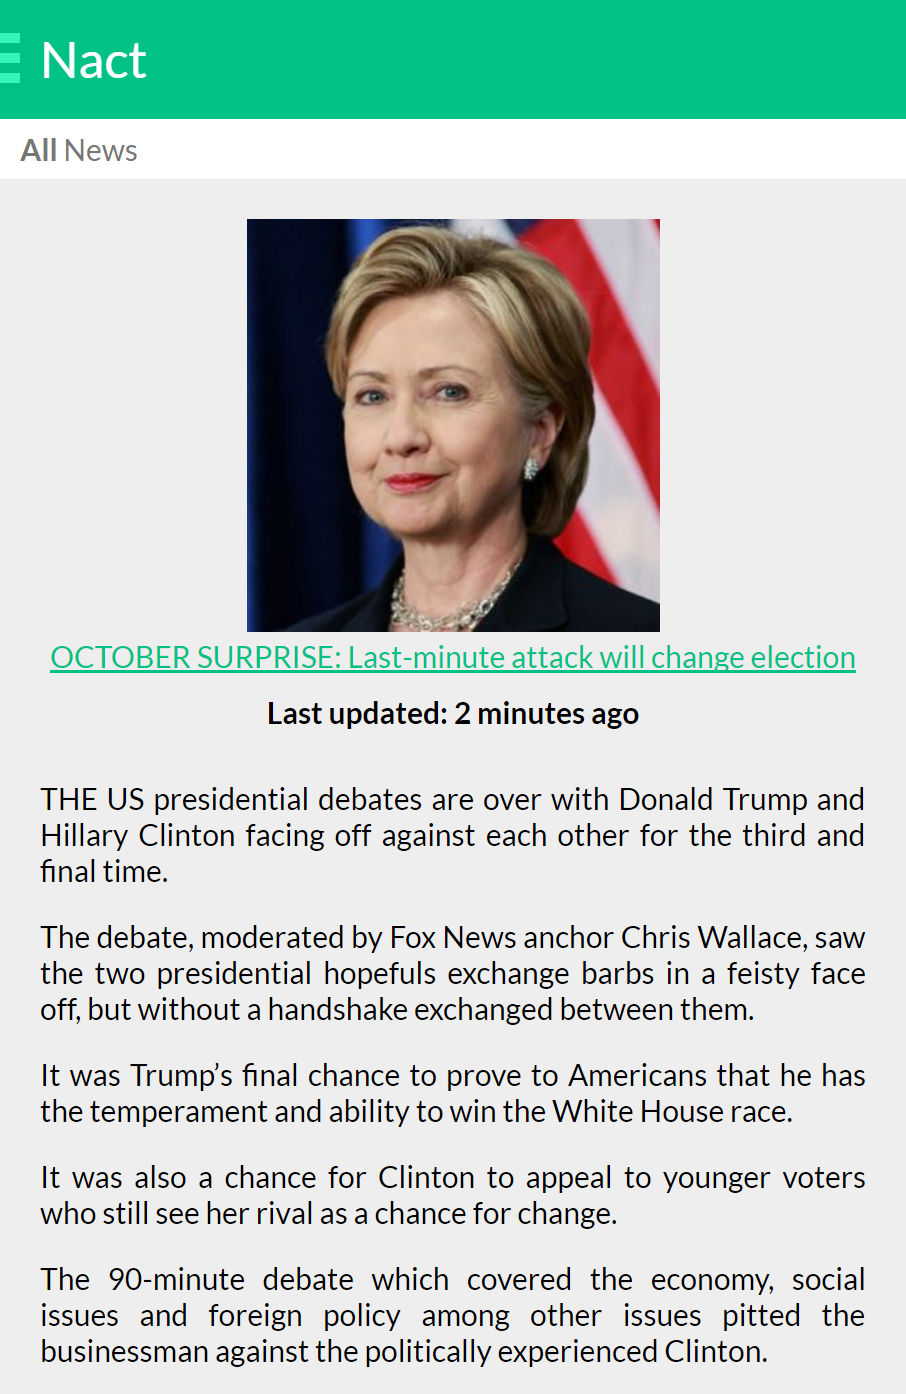 Nact
All News
OCTOBER SURPRISE: Last-minute attack will change election
Last updated: 2 minutes ago
THE US presidential debates are over with Donald Trump and
Hillary Clinton facing off against each other for the third and
final time.
The debate, moderated by Fox News anchor Chris Wallace, saw
the two presidential hopefuls exchange barbs in a feisty face
off, but without a handshake exchanged between them.
It was Trump’s final chance to prove to Americans that he has
the temperament and ability to win the White House race.
It was also a chance for Clinton to appeal to younger voters
who still see her rival as a chance for change.
The 90-minute debate which covered the economy, social
issues and foreign policy among other issues pitted the
businessman against the politically experienced Clinton.